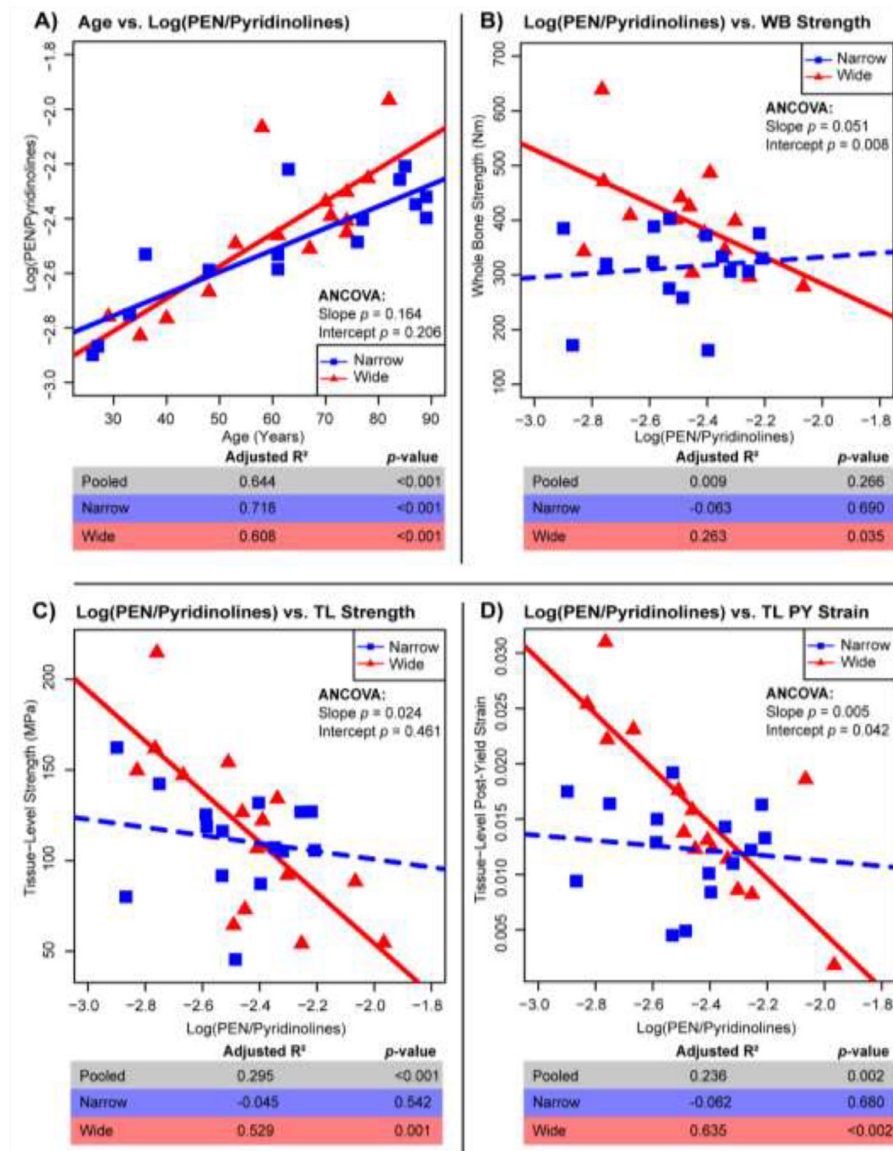 A) Age vs. Log(PEN/Pyridinolines)
Log(PEN/Pyridinolines)
−1.8
−2.0
−2.2
−2.4
−2.6
−2.8
−3.0
ANCOVA:
Slope p = 0.164
Intercept p = 0.206
Narrow
Wide
30 40 50 60 70 80 90
Age (Years)
Adjusted R² p-value
Pooled 0.644 <0.001
Narrow 0.718 <0.001
Wide 0.608 <0.001
B) Log(PEN/Pyridinolines) vs. WB Strength
Whole Bone Strength (Nm)
700
600
500
400
300
200
100
Narrow
Wide
ANCOVA:
Slope p = 0.051
Intercept p = 0.008
−3.0 −2.8 −2.6 −2.4 −2.2 −2.0 −1.8
Log(PEN/Pyridinolines)
Adjusted R² p-value
Pooled 0.009 0.266
Narrow -0.063 0.690
Wide 0.263 0.035
C) Log(PEN/Pyridinolines) vs. TL Strength
Tissue−Level Strength (MPa)
200
150
100
50
Narrow
Wide
ANCOVA:
Slope p = 0.024
Intercept p = 0.461
−3.0 −2.8 −2.6 −2.4 −2.2 −2.0 −1.8
Log(PEN/Pyridinolines)
Adjusted R² p-value
Pooled 0.295 <0.001
Narrow -0.045 0.542
Wide 0.529 0.001
D) Log(PEN/Pyridinolines) vs. TL PY Strain
Tissue−Level Post−Yield Strain
0.030
0.025
0.020
0.015
0.010
0.005
Narrow
Wide
ANCOVA:
Slope p = 0.005
Intercept p = 0.042
−3.0 −2.8 −2.6 −2.4 −2.2 −2.0 −1.8
Log(PEN/Pyridinolines)
Adjusted R² p-value
Pooled 0.236 0.002
Narrow -0.062 0.680
Wide 0.635 <0.002